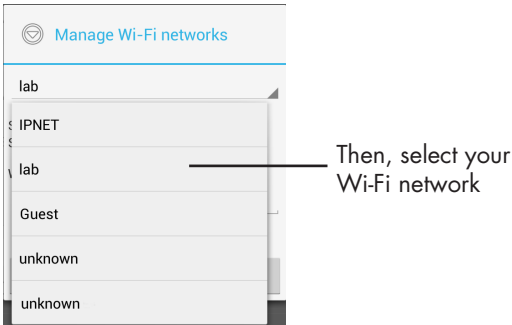 Manage Wi-Fi networks
lab
IPNET
lab
Guest
unknown
unknown
Then, select your
Wi-Fi network